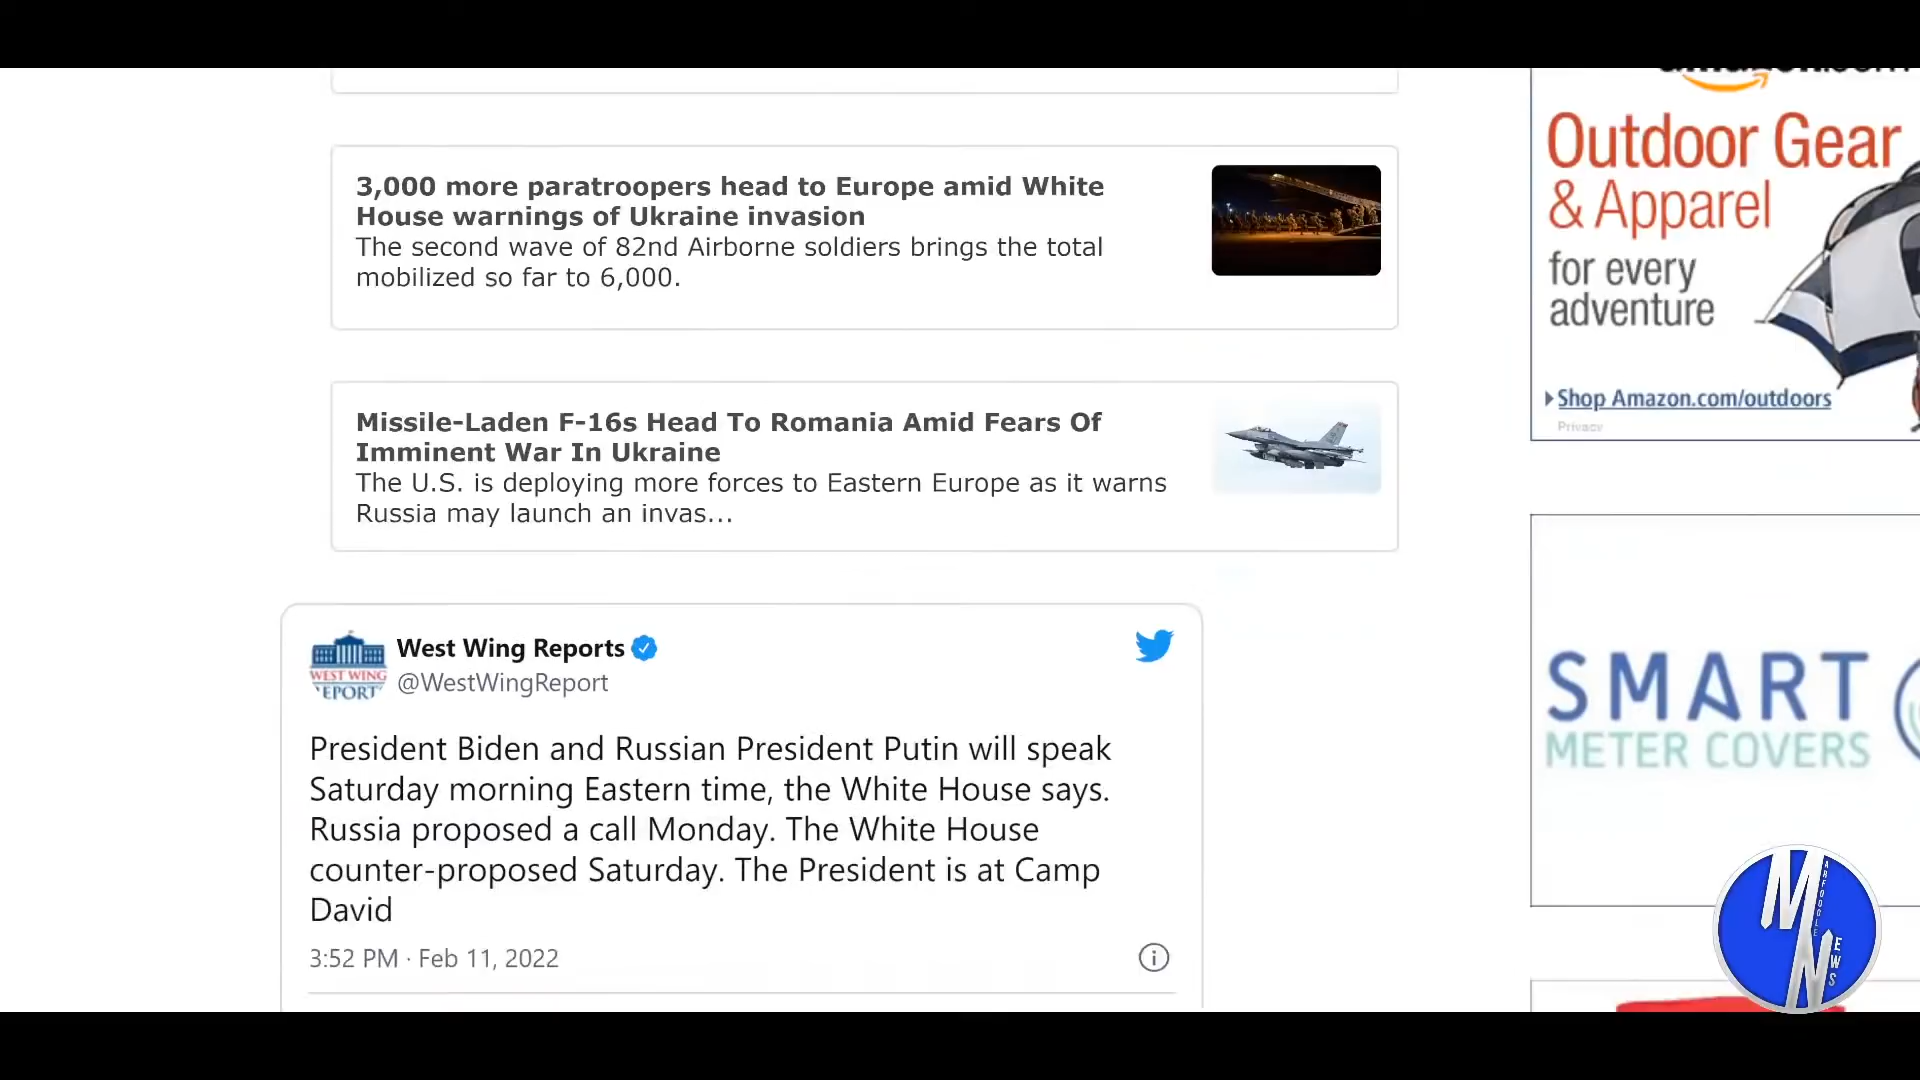 3,000 more paratroopers head to Europe amid White
House warnings of Ukraine invasion
The second wave of 82nd Airborne soldiers brings the total
mobilized so far to 6,000.
Missile-Laden F-16s Head To Romania Amid Fears Of
Imminent War In Ukraine
The U.S. is deploying more forces to Eastern Europe as it warns
Russia may launch an invas...
West Wing Reports
@WestWingReport
WEST WING
President Biden and Russian President Putin will speak
Saturday morning Eastern time, the White House says.
Russia proposed a call Monday. The White House
counter-proposed Saturday. The President is at Camp
David
3:52 PM · Feb 11, 2022
Outdoor Gear
& Apparel
for every
adventure
Shop Amazon.com/outdoors
Privacy
SMART
METER COVERS